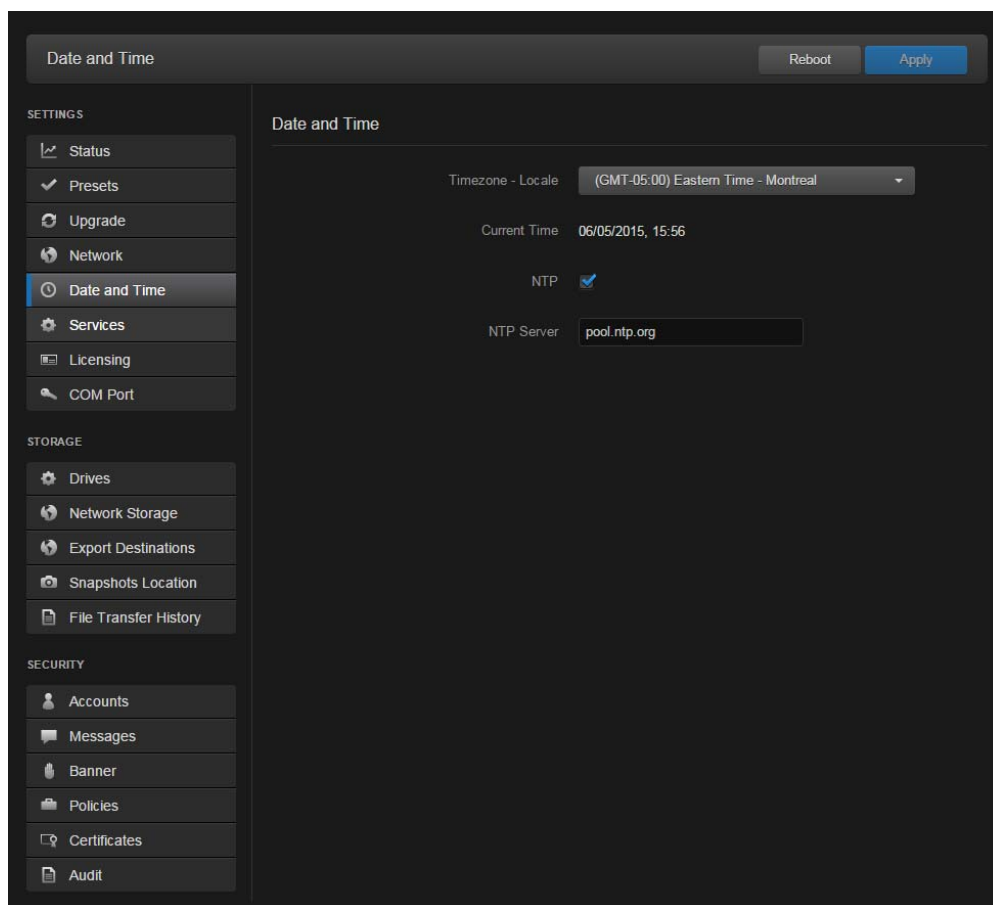 Date and Time
Reboot
Apply
SETTINGS
Status
Presets
Upgrade
Network
Date and Time
Services
Licensing
COM Port
STORAGE
Drives
Network Storage
Export Destinations
Snapshots Location
File Transfer History
SECURITY
Accounts
Messages
Banner
Policies
Certificates
Audit
Date and Time
Timezone - Locale (GMT-05:00) Eastern Time - Montreal
Current Time 06/05/2015, 15:56
NTP
NTP Server pool.ntp.org